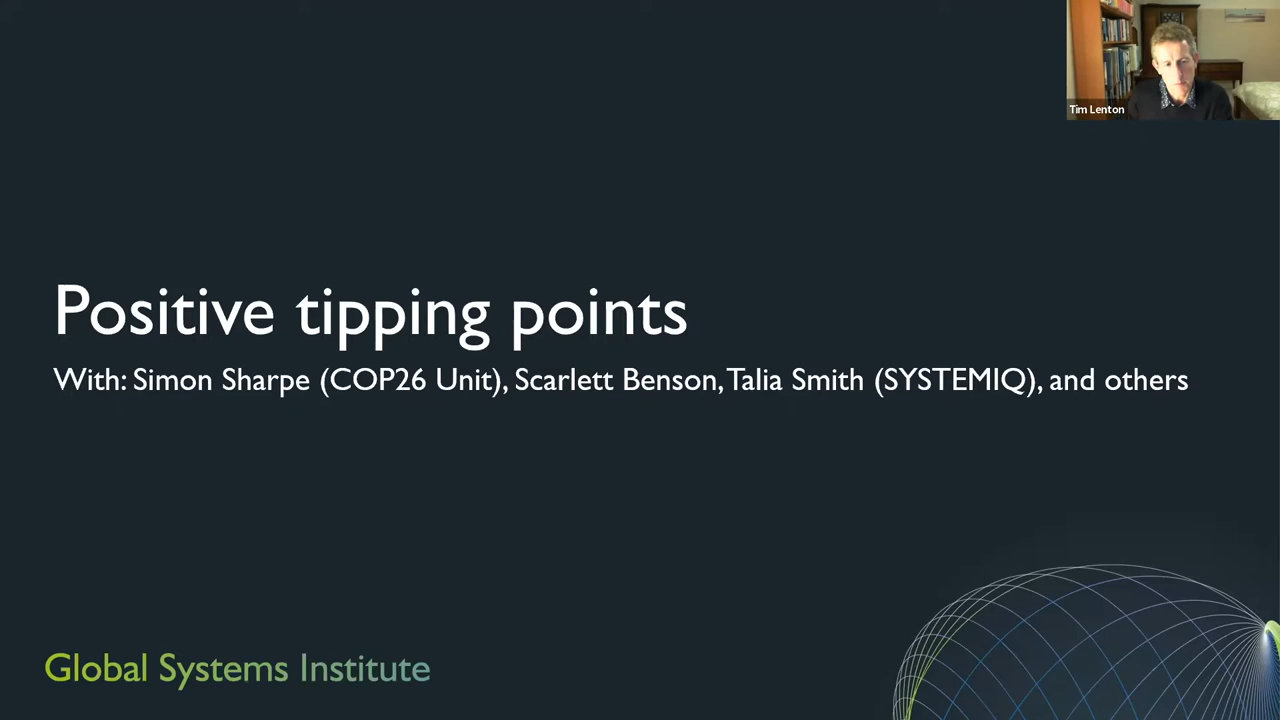 Tim Lenton
Positive tipping points
With: Simon Sharpe (COP26 Unit), Scarlett Benson, Talia Smith (SYSTEMIQ), and others
Global Systems Institute